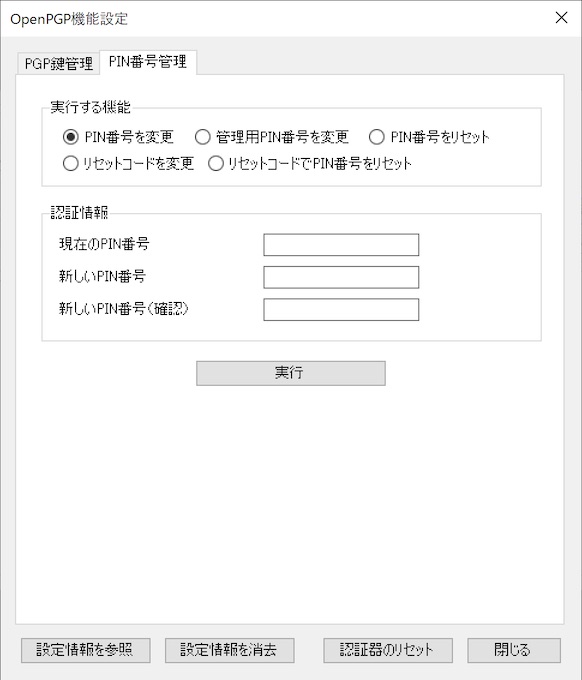 OpenPGP機能設定
PGP鍵管理 PIN番号管理
実行する機能
PIN番号を変更 管理用PIN番号を変更 PIN番号をリセット
リセットコードを変更 リセットコードでPIN番号をリセット
認証情報
現在のPIN番号
新しいPIN番号
新しいPIN番号(確認)
実行
設定情報を参照 設定情報を消去 認証器のリセット 閉じる